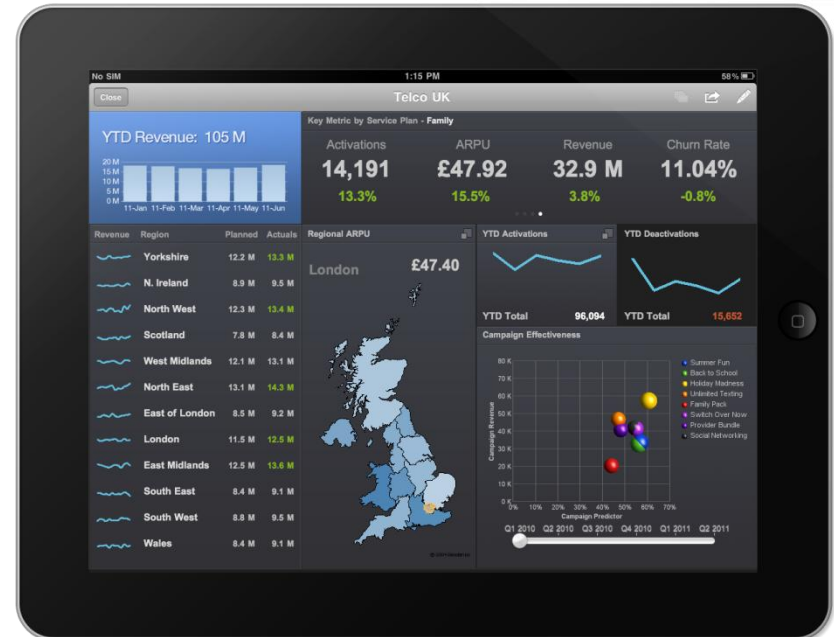 No SIM 1:15 PM 58%
Close Telco UK
YTD Revenue: 105 M
20 M
15 M
10 M
5 M
0 M
11-Jan 11-Feb 11-Mar 11-Apr 11-May 11-Jun
Key Metric by Service Plan - Family
Activations ARPU Revenue Churn Rate
14,191 £47.92 32.9 M 11.04%
13.3% 15.5% 3.8% -0.8%
Revenue Region Planned Actuals
Yorkshire 12.2 M 13.3 M
N. Ireland 8.9 M 9.5 M
North West 12.3 M 13.4 M
Scotland 7.8 M 8.4 M
West Midlands 12.1 M 13.1 M
North East 13.1 M 14.3 M
East of London 8.5 M 9.2 M
London 11.5 M 12.5 M
East Midlands 12.5 M 13.6 M
South East 8.4 M 9.1 M
South West 8.8 M 9.5 M
Wales 8.4 M 9.1 M
Regional ARPU
London £47.40
YTD Activations
YTD Total 96,094
YTD Deactivations
YTD Total 15,652
Campaign Effectiveness
Campaign Revenue
80 K
70 K
60 K
50 K
40 K
30 K
20 K
10 K
0 K
0% 10% 20% 30% 40% 50% 60% 70%
Campaign Predictor
Summer Fun
Back to School
Holiday Madness
Unlimited Texting
Family Pack
Switch Over Now
Provider Bundle
Social Networking
Q1 2010 Q2 2010 Q3 2010 Q4 2010 Q1 2011 Q2 2011